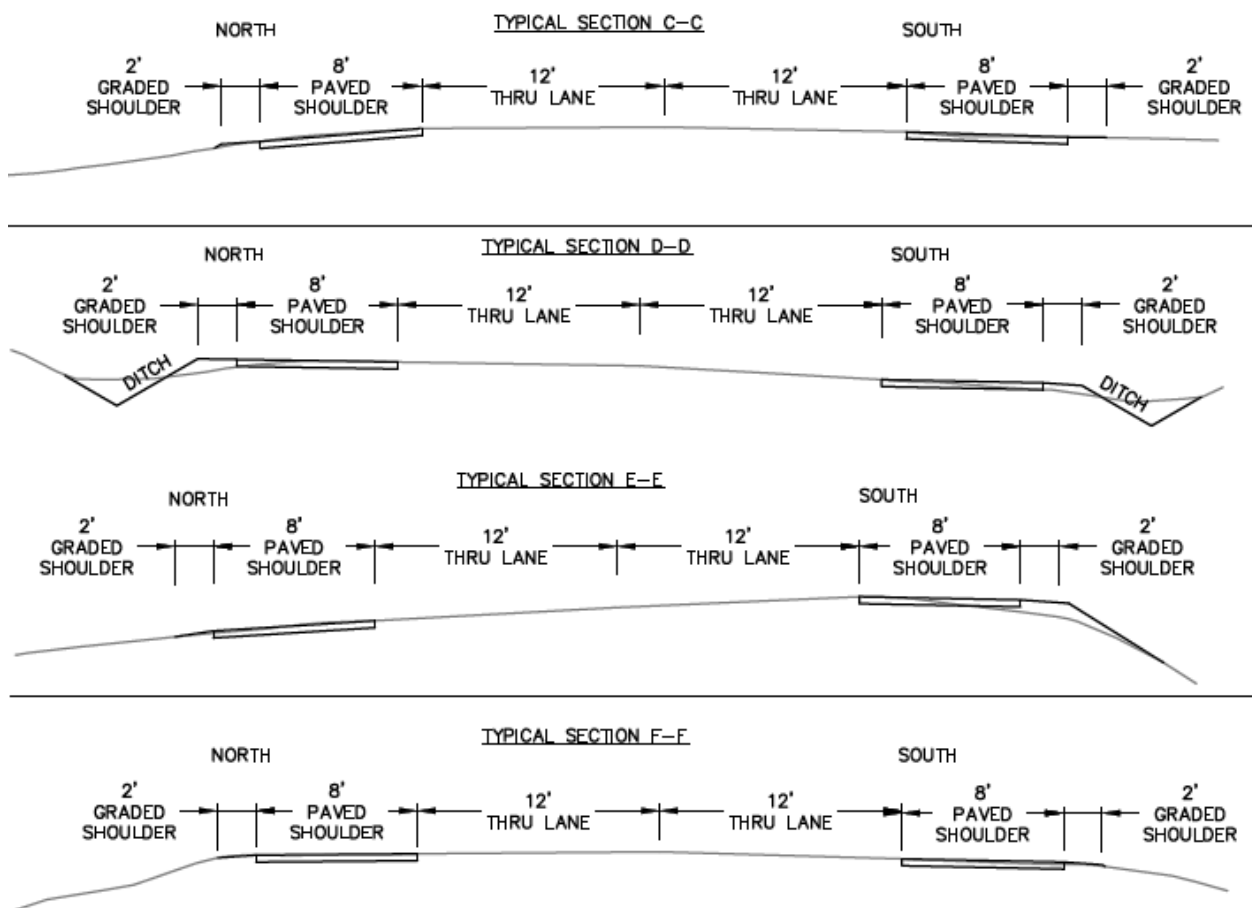 TYPICAL SECTION C-C
NORTH
SOUTH
2'
GRADED
SHOULDER
8'
PAVED
SHOULDER
12'
THRU LANE
12'
THRU LANE
8'
PAVED
SHOULDER
2'
GRADED
SHOULDER
TYPICAL SECTION D-D
NORTH
SOUTH
2'
GRADED
SHOULDER
8'
PAVED
SHOULDER
12'
THRU LANE
12'
THRU LANE
8'
PAVED
SHOULDER
2'
GRADED
SHOULDER
DITCH
DITCH
TYPICAL SECTION E-E
NORTH
SOUTH
2'
GRADED
SHOULDER
8'
PAVED
SHOULDER
12'
THRU LANE
12'
THRU LANE
8'
PAVED
SHOULDER
2'
GRADED
SHOULDER
TYPICAL SECTION F-F
NORTH
SOUTH
2'
GRADED
SHOULDER
8'
PAVED
SHOULDER
12'
THRU LANE
12'
THRU LANE
8'
PAVED
SHOULDER
2'
GRADED
SHOULDER